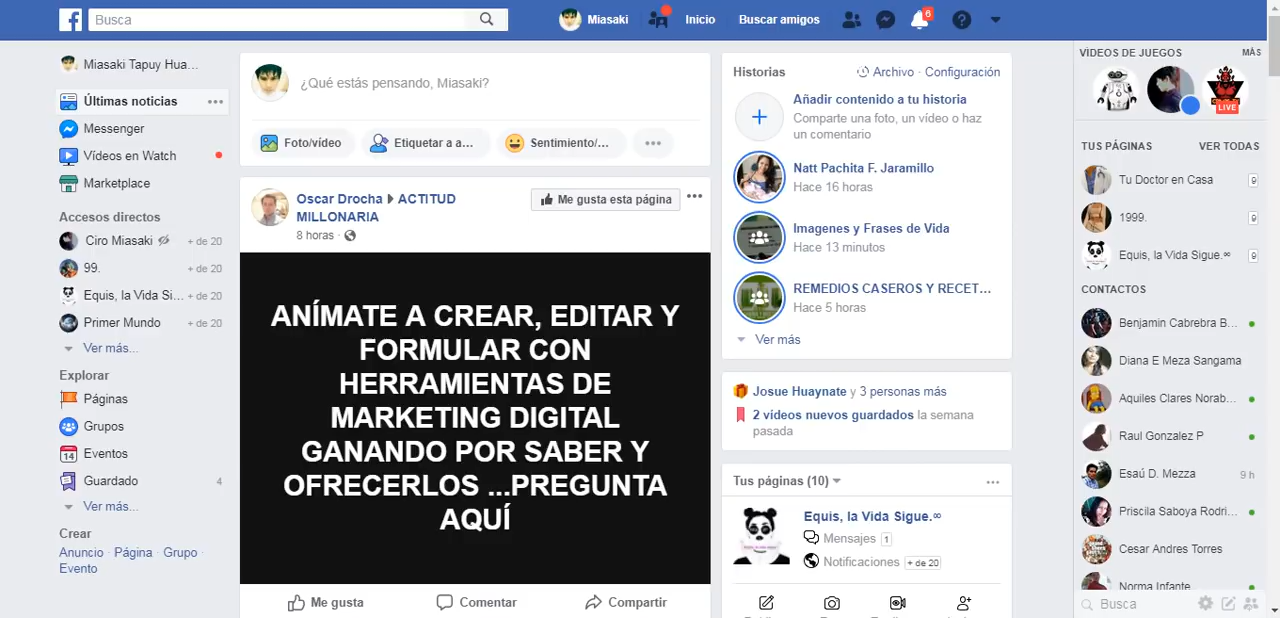 Busca
Miasaki
Inicio
Buscar amigos
6
Miasaki Tapuy Hua...
Últimas noticias
Messenger
Vídeos en Watch
Marketplace
Accesos directos
Ciro Miasaki + de 20
99. + de 20
Equis, la Vida Si... + de 20
Primer Mundo + de 20
Ver más...
Explorar
Páginas
Grupos
14 Eventos
Guardado 4
Ver más...
Crear
Anuncio · Página · Grupo ·
Evento
¿Qué estás pensando, Miasaki?
Foto/vídeo
Etiquetar a a...
Sentimiento/...
Oscar Drocha ▶ ACTITUD
MILLONARIA
8 horas ·
Me gusta esta página
ANÍMATE A CREAR, EDITAR Y
FORMULAR CON
HERRAMIENTAS DE
MARKETING DIGITAL
GANANDO POR SABER Y
OFRECERLOS ...PREGUNTA
AQUÍ
Me gusta
Comentar
Compartir
Historias
Archivo · Configuración
Añadir contenido a tu historia
Comparte una foto, un vídeo o haz
un comentario
Natt Pachita F. Jaramillo
Hace 16 horas
Imagenes y Frases de Vida
Hace 13 minutos
REMEDIOS CASEROS Y RECET...
Hace 5 horas
Ver más
Josue Huaynate y 3 personas más
2 videos nuevos guardados la semana
pasada
Tus páginas (10)
Equis, la Vida Sigue.∞
Mensajes 1
Notificaciones + de 20
VÍDEOS DE JUEGOS
MÁS
LIVE
TUS PÁGINAS
VER TODAS
Tu Doctor en Casa 9
1999. 9
Equis, la Vida Sigue.∞ 9
CONTACTOS
Benjamin Cabrebra B...
Diana E Meza Sangama
Aquiles Clares Norab...
Raul Gonzalez P
Esaú D. Mezza 9 h
Priscila Saboya Rodri...
Cesar Andres Torres
Norma Infante
Busca